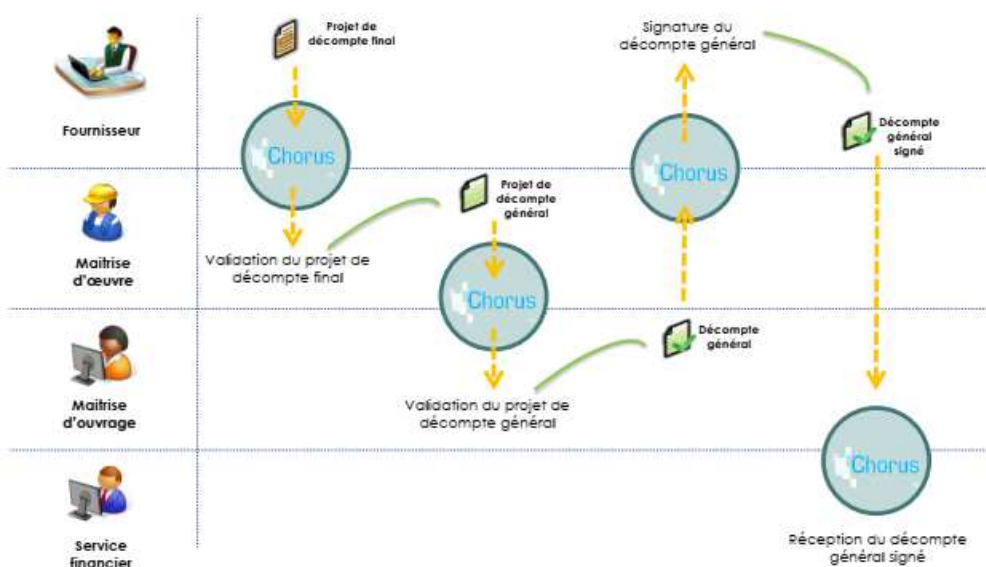 Projet de
décompte final
Signature du
décompte général
Fournisseur
Chorus
Décompte
général
signé
Chorus
Projet de
décompte
général
Maitrise
d'œuvre
Validation du projet de
décompte final
Chorus
Décompte
général
Maitrise
d'ouvrage
Validation du projet de
décompte général
Chorus
Service
financier
Réception du décompte
général signé